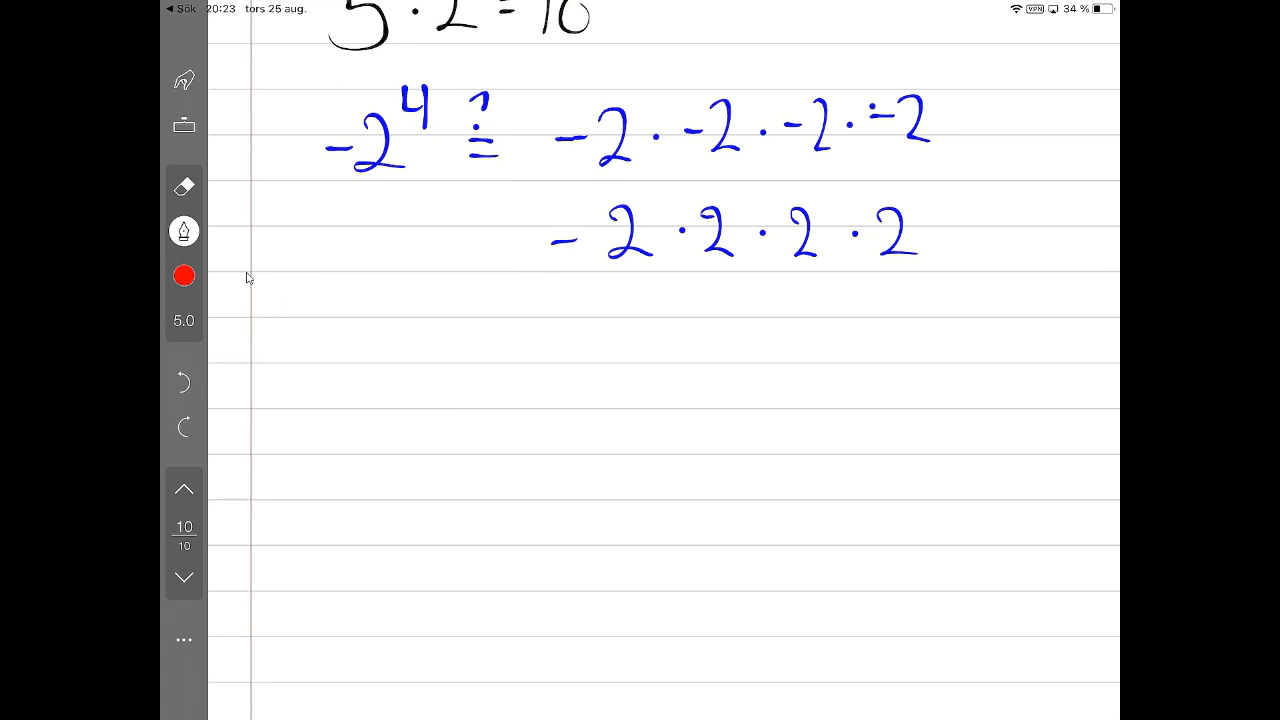 Sök 20:23 tors 25 aug. VPN 34 %
5 · 2 = 10
-2⁴ ≟ -2 · -2 · -2 · -2
- 2 · 2 · 2 · 2
5.0
10
10